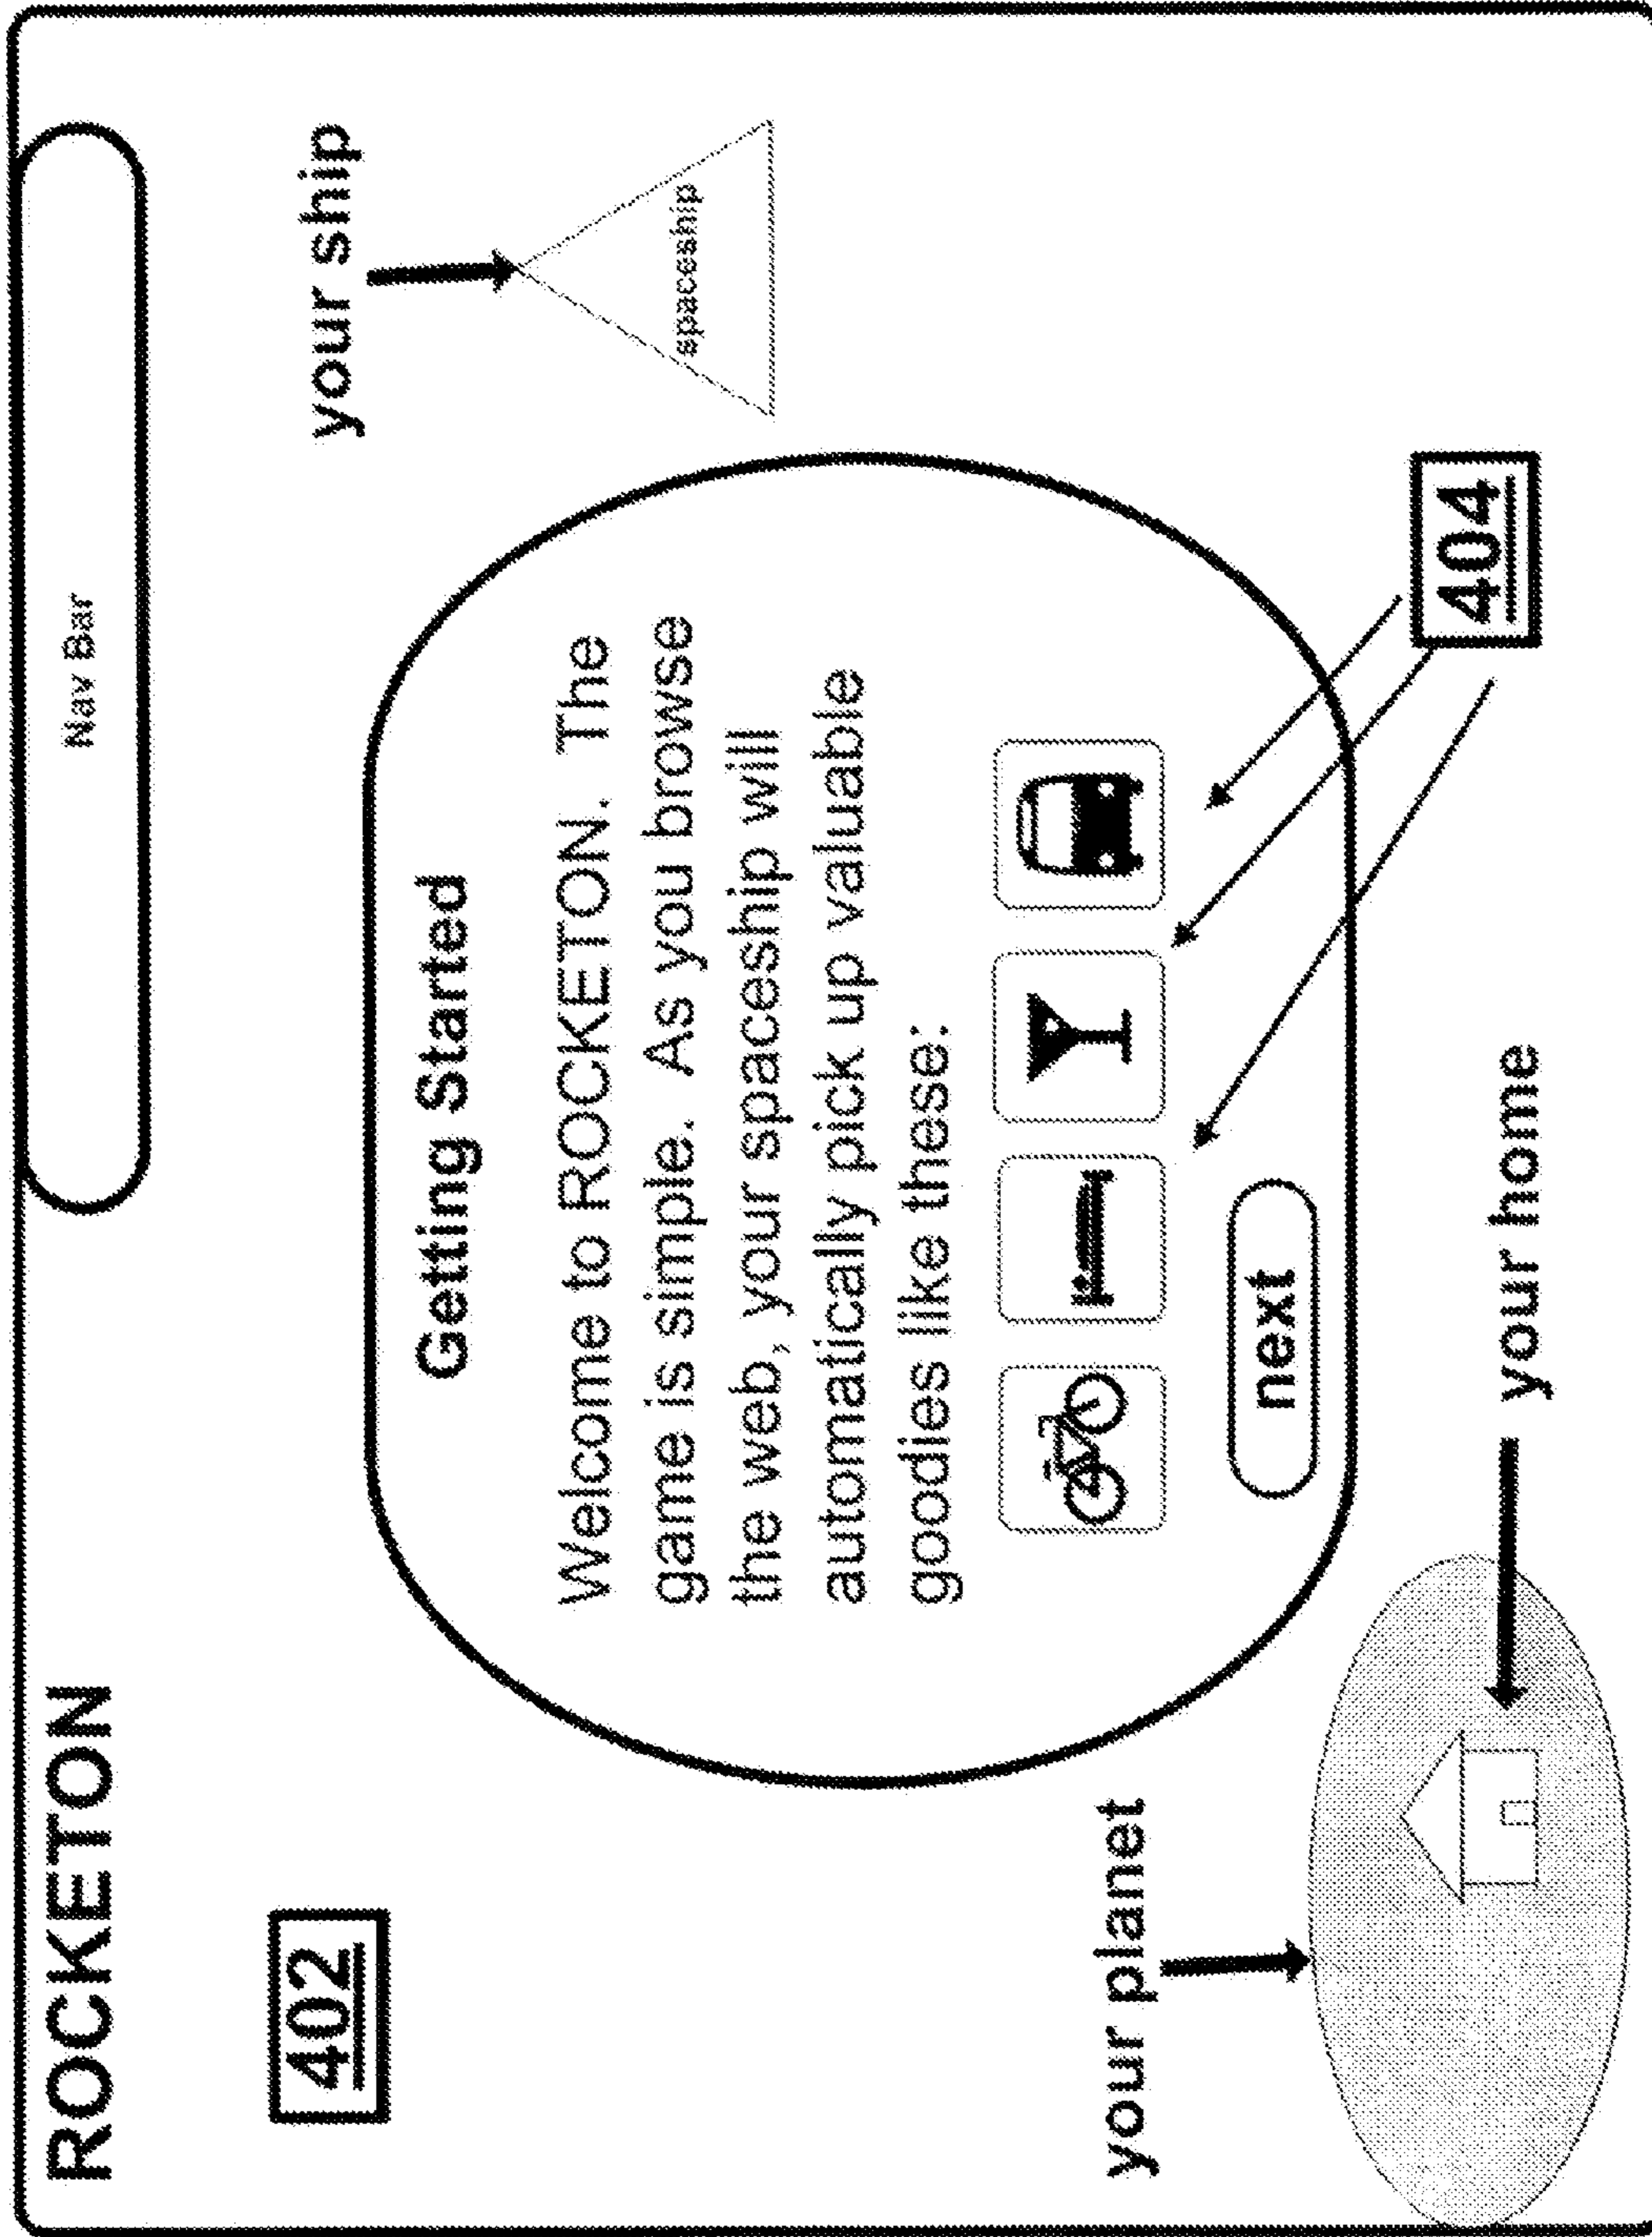 ROCKETON
Nav Bar
402
your ship
spaceship
Getting Started
Welcome to ROCKETON. The
game is simple. As you browse
the web, your spaceship will
automatically pick up valuable
goodies like these:
next
404
your planet
your home